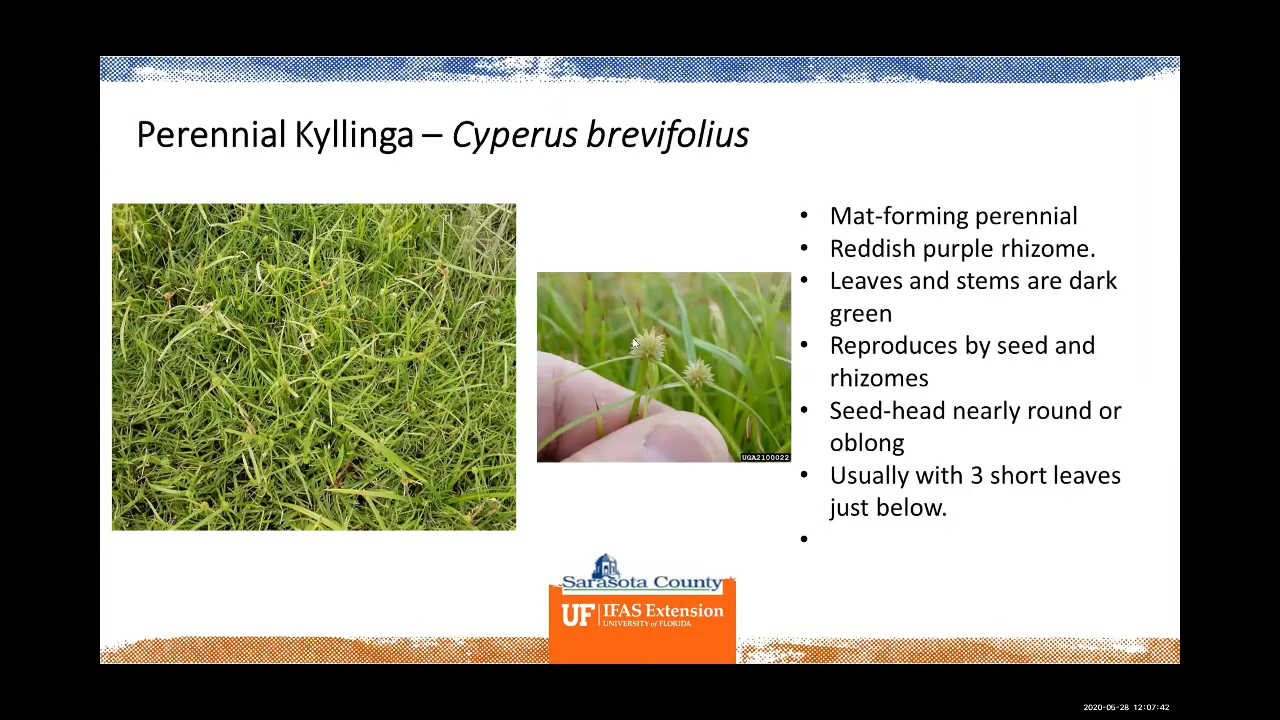 Perennial Kyllinga – Cyperus brevifolius
• Mat-forming perennial
• Reddish purple rhizome.
• Leaves and stems are dark
green
• Reproduces by seed and
rhizomes
• Seed-head nearly round or
oblong
• Usually with 3 short leaves
just below.
•
UGA2100022
Sarasota County
UF | IFAS Extension
UNIVERSITY of FLORIDA
2020-05-28 12:07:42